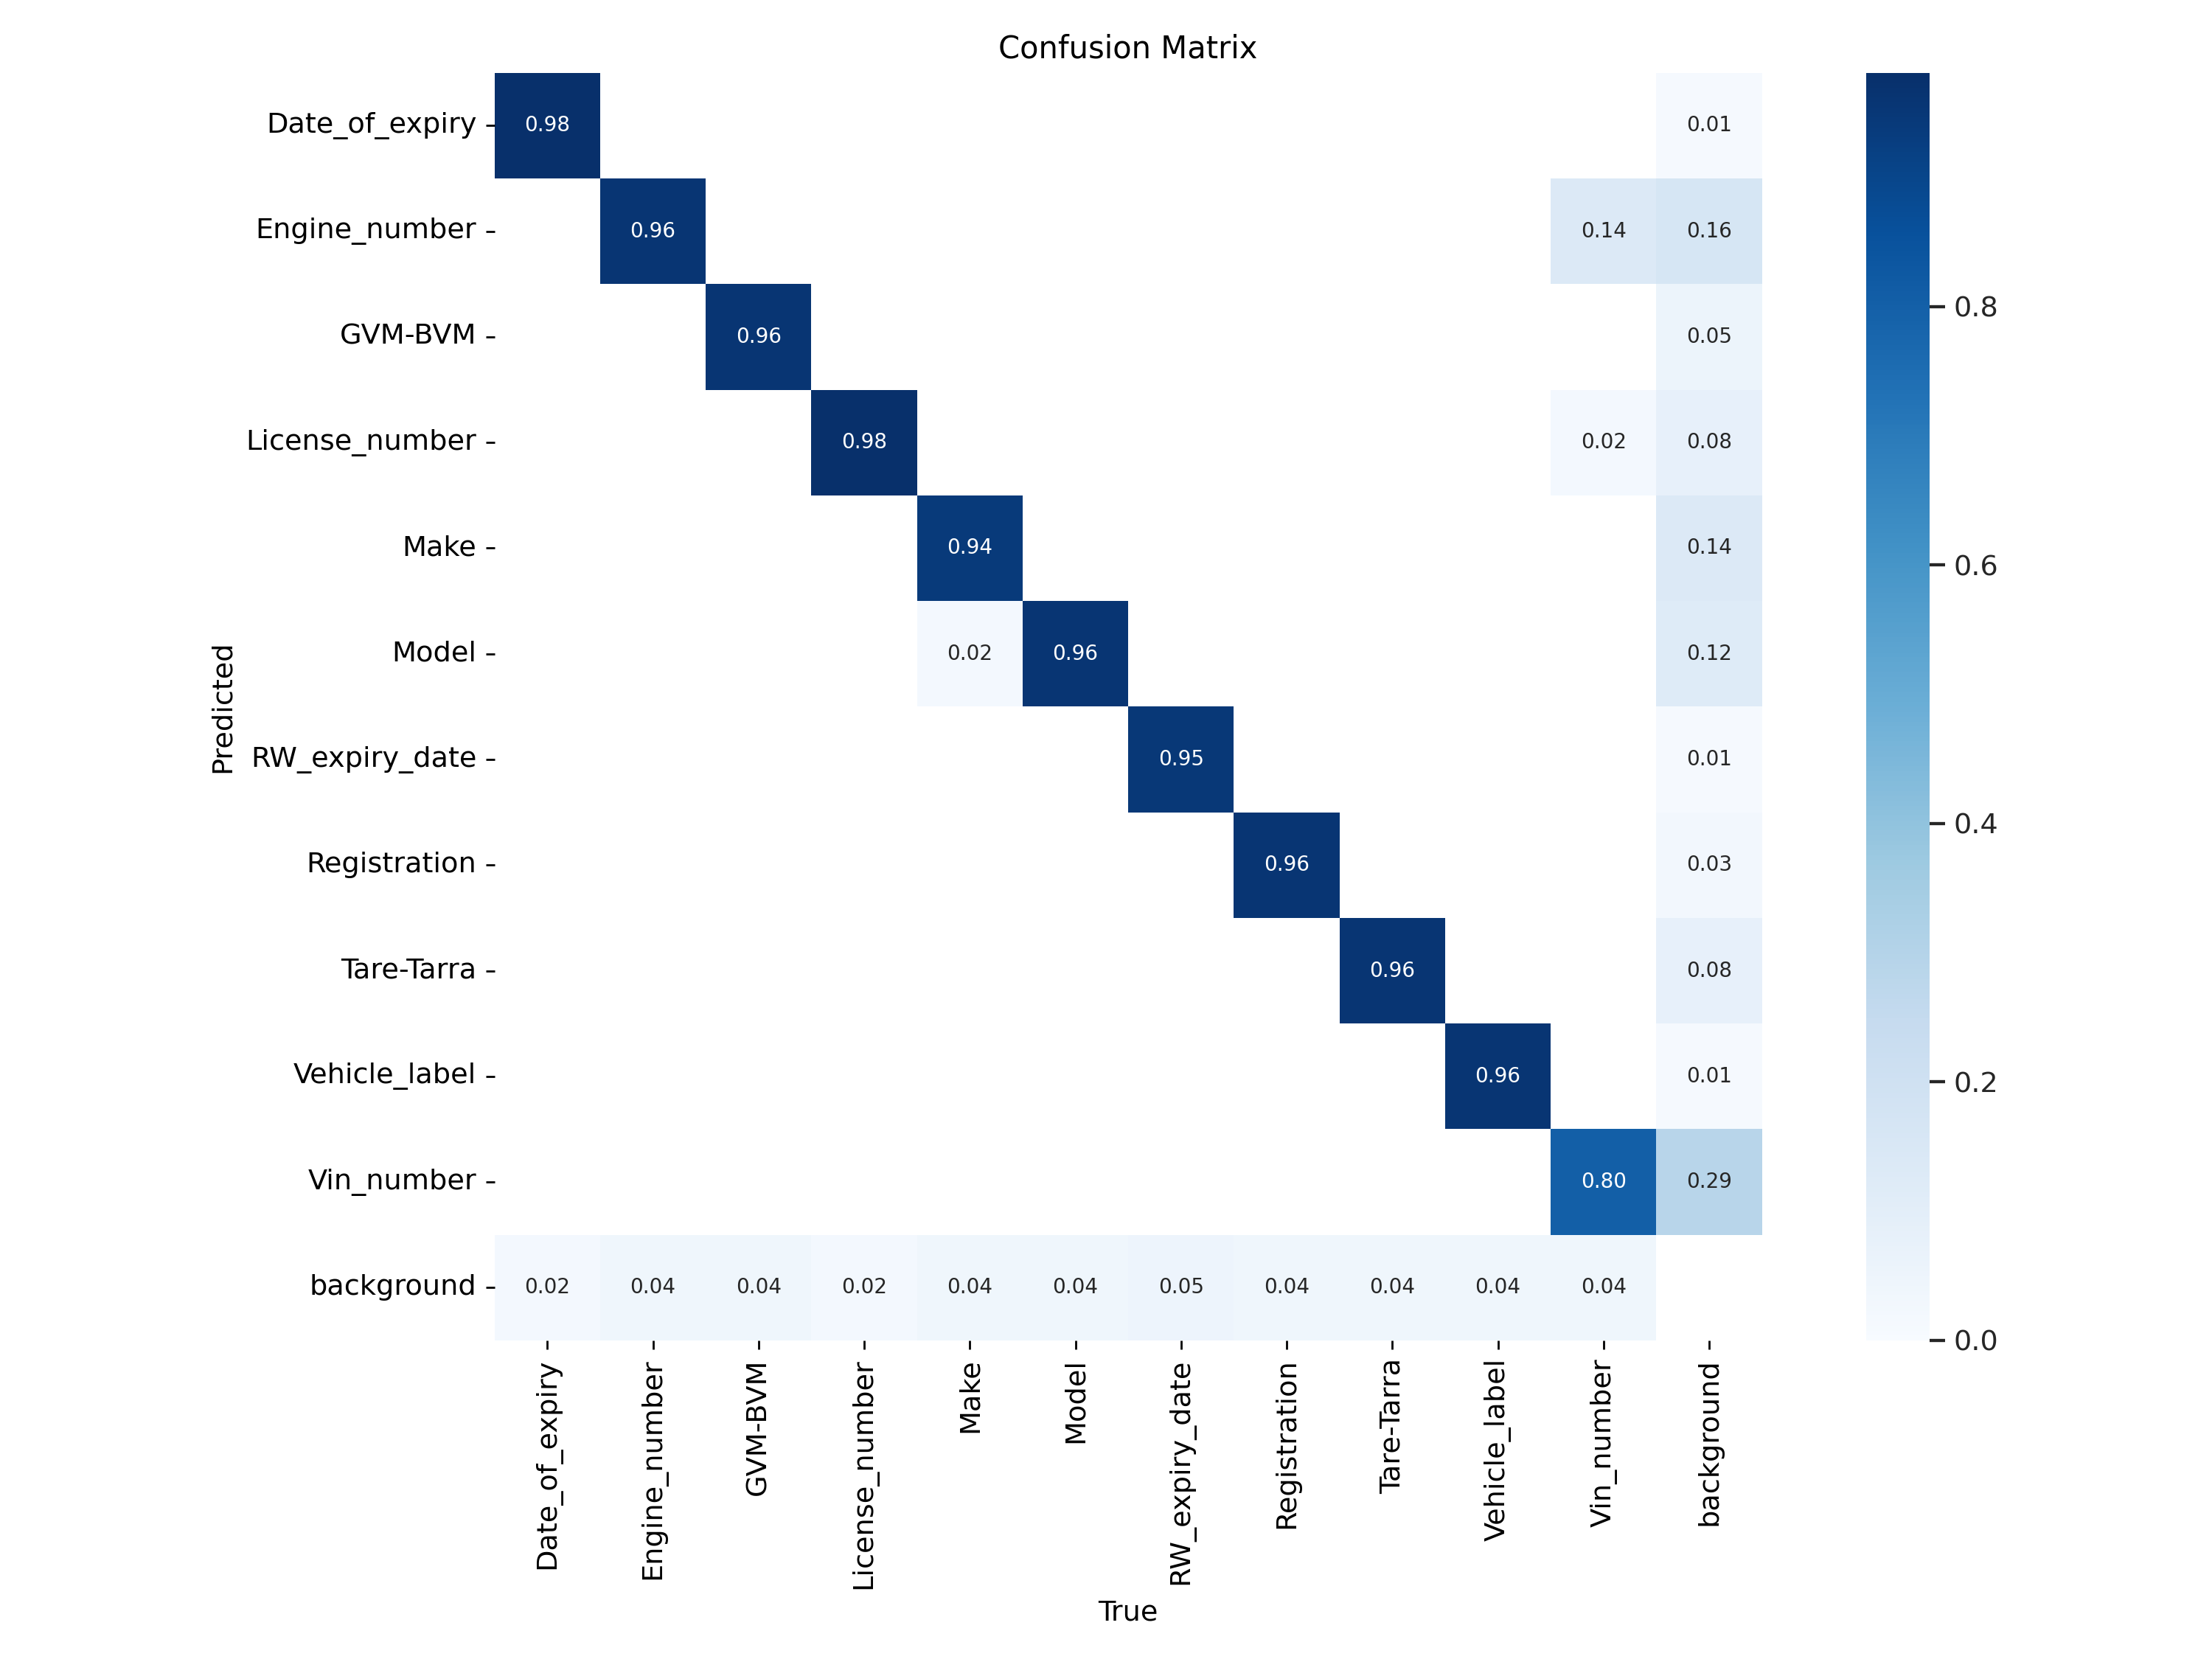 Confusion Matrix
Date_of_expiry 0.98 0.01
Engine_number 0.96 0.14 0.16 0.8
GVM-BVM 0.96 0.05
License_number 0.98 0.02 0.08
Make 0.94 0.14 0.6
Model 0.02 0.96 0.12
Predicted
RW_expiry_date 0.95 0.01
Registration 0.96 0.03 0.4
Tare-Tarra 0.96 0.08
Vehicle_label 0.96 0.01 0.2
Vin_number 0.80 0.29
background 0.02 0.04 0.04 0.02 0.04 0.04 0.05 0.04 0.04 0.04 0.04 0.0
Date_of_expiry
Engine_number
GVM-BVM
License_number
Make
Model
RW_expiry_date
Registration
Tare-Tarra
Vehicle_label
Vin_number
background
True